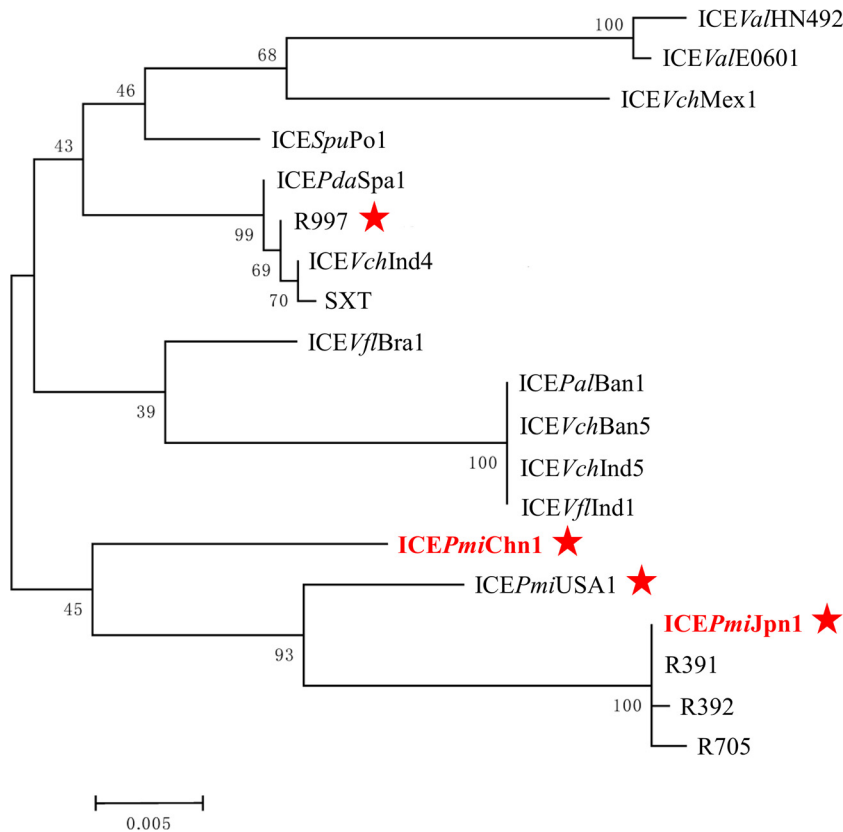 ICEValHN492
100
ICEValE0601
68
ICEVchMex1
46
ICESpuPo1
43
ICEPdaSpa1
R997
99
ICEVchInd4
69
SXT
70
ICEVflBra1
ICEPalBan1
39
ICEVchBan5
100
ICEVchInd5
ICEVflInd1
ICEPmiChn1
ICEPmiUSA1
45
ICEPmiJpn1
93
R391
100
R392
R705
0.005